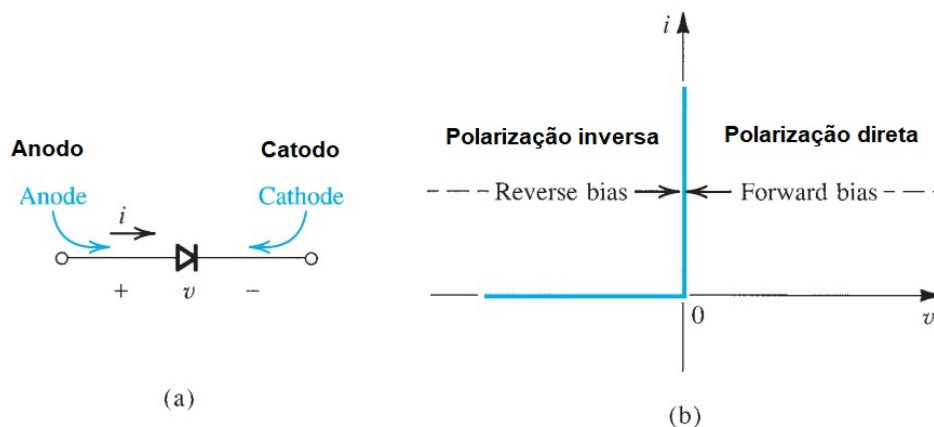 Anodo
Catodo
Anode
Cathode
i
+ v −
(a)
i
Polarização inversa
Polarização direta
Reverse bias
Forward bias
0
v
(b)